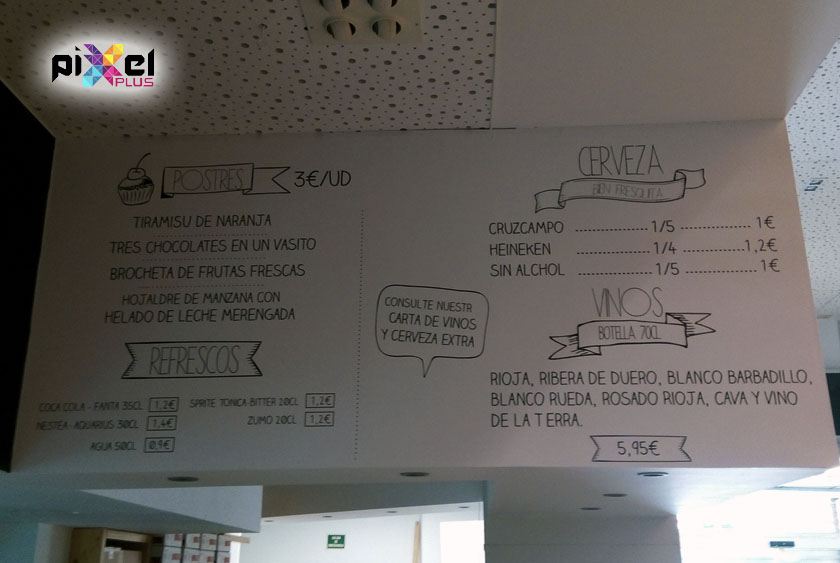 pixel
PLUS
POSTRES 3€/UD
TIRAMISU DE NARANJA
TRES CHOCOLATES EN UN VASITO
BROCHETA DE FRUTAS FRESCAS
HOJALDRE DE MANZANA CON
HELADO DE LECHE MERENGADA
REFRESCOS
COCA COLA - FANTA 35CL 1,2€
NESTEA - AQUARIUS 30CL 1,4€
AGUA 50CL 0,9€
SPRITE TONICA-BITTER 20CL 1,2€
ZUMO 20CL 1,2€
CONSULTE NUESTR
CARTA DE VINOS
Y CERVEZA EXTRA
CERVEZA
BIEN FRESQUITA
CRUZCAMPO ................... 1/5 .................. 1€
HEINEKEN ................... 1/4 ................1,2€
SIN ALCHOL ................... 1/5 .................. 1€
VINOS
BOTELLA 70CL
RIOJA, RIBERA DE DUERO, BLANCO BARBADILLO,
BLANCO RUEDA, ROSADO RIOJA, CAVA Y VINO
DE LA TIERRA.
5,95€